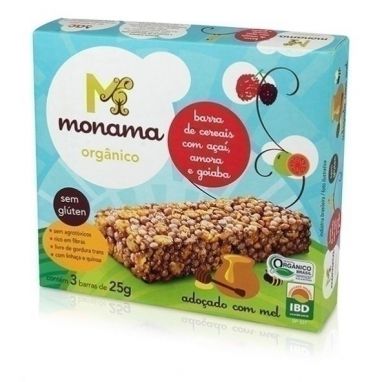 monama
orgânico
barra
de cereais
com açaí,
amora
e goiaba
sem
glúten
• sem agrotóxicos
• rico em fibras
• livre de gordura trans
• com linhaça e quinoa
contém 3 barras de 25g
adoçado com mel
PRODUTO
ORGÂNICO
BRASIL
IBD